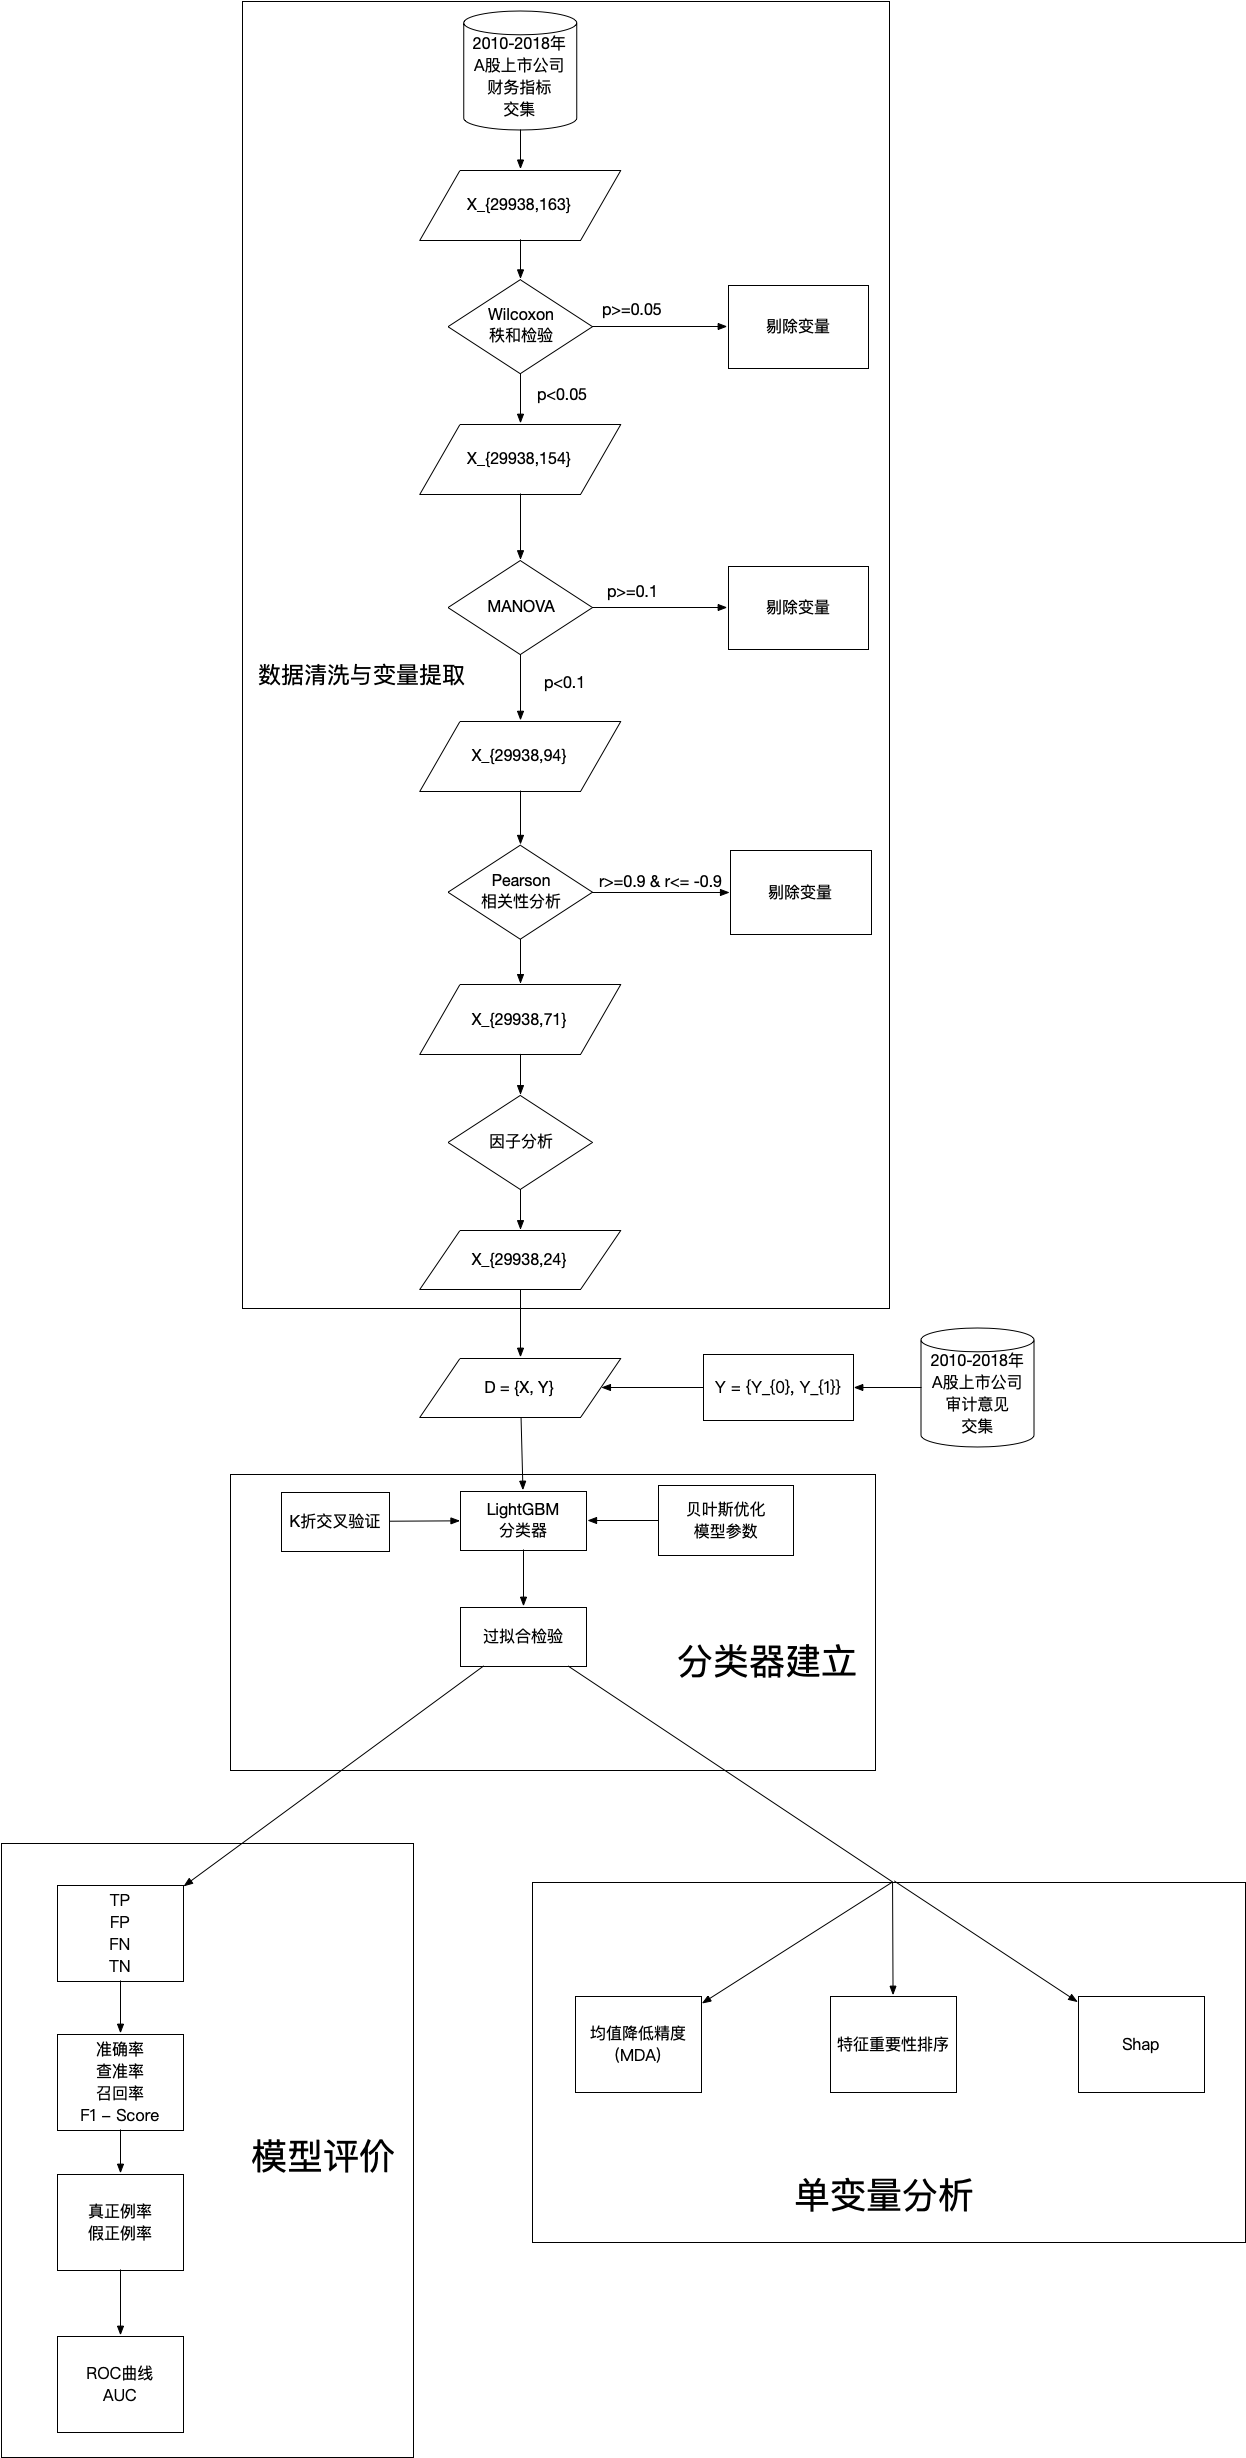 2010-2018年
A股上市公司
财务指标
交集
X_{29938,163}
Wilcoxon
秩和检验
p>=0.05
剔除变量
p<0.05
X_{29938,154}
MANOVA
p>=0.1
剔除变量
数据清洗与变量提取
p<0.1
X_{29938,94}
Pearson
相关性分析
r>=0.9 & r<= -0.9
剔除变量
X_{29938,71}
因子分析
X_{29938,24}
D = {X, Y}
Y = {Y_{0}, Y_{1}}
2010-2018年
A股上市公司
审计意见
交集
K折交叉验证
LightGBM
分类器
贝叶斯优化
模型参数
过拟合检验
分类器建立
TP
FP
FN
TN
准确率
查准率
召回率
F1 – Score
真正例率
假正例率
ROC曲线
AUC
模型评价
均值降低精度
(MDA)
特征重要性排序
Shap
单变量分析